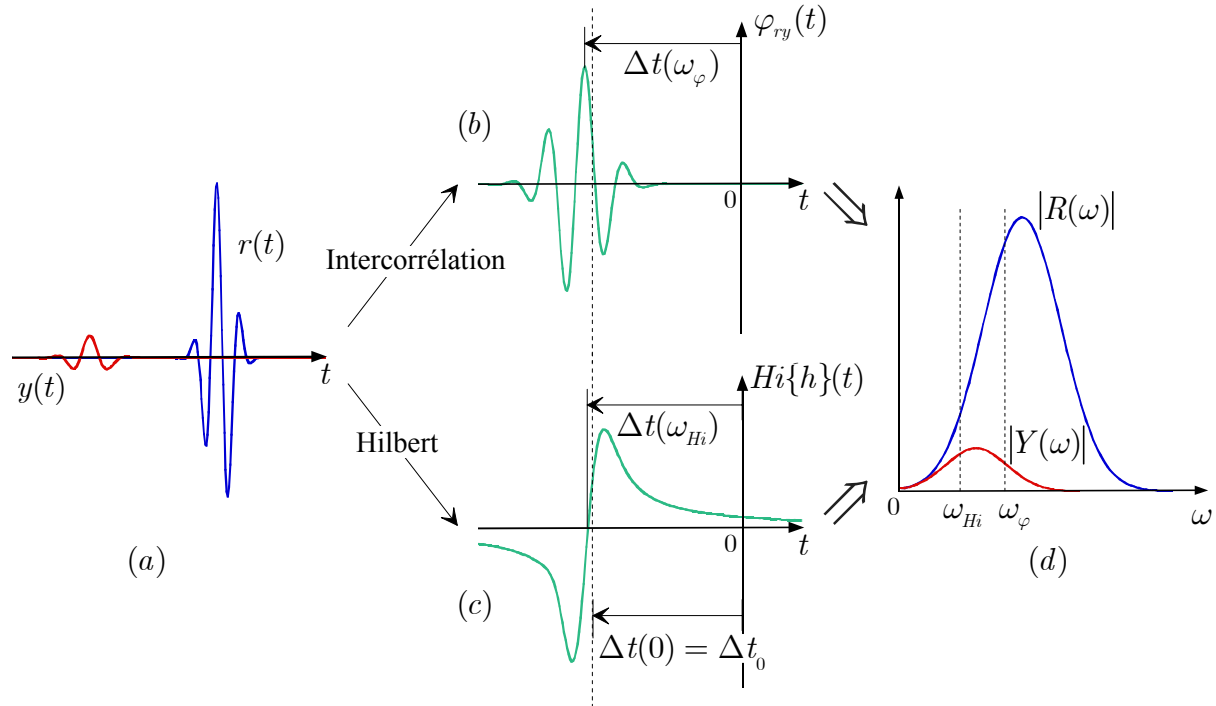 r(t)
y(t)
t
(a)
Intercorrélation
Hilbert
φ_ry(t)
Δt(ω_φ)
(b)
0
t
Hi{h}(t)
Δt(ω_Hi)
0
t
(c)
Δt(0) = Δt_0
|R(ω)|
|Y(ω)|
0
ω_Hi
ω_φ
ω
(d)